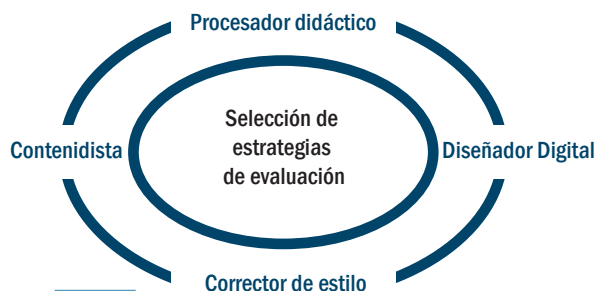 Procesador didáctico
Selección de
estrategias
de evaluación
Contenidista
Diseñador Digital
Corrector de estilo